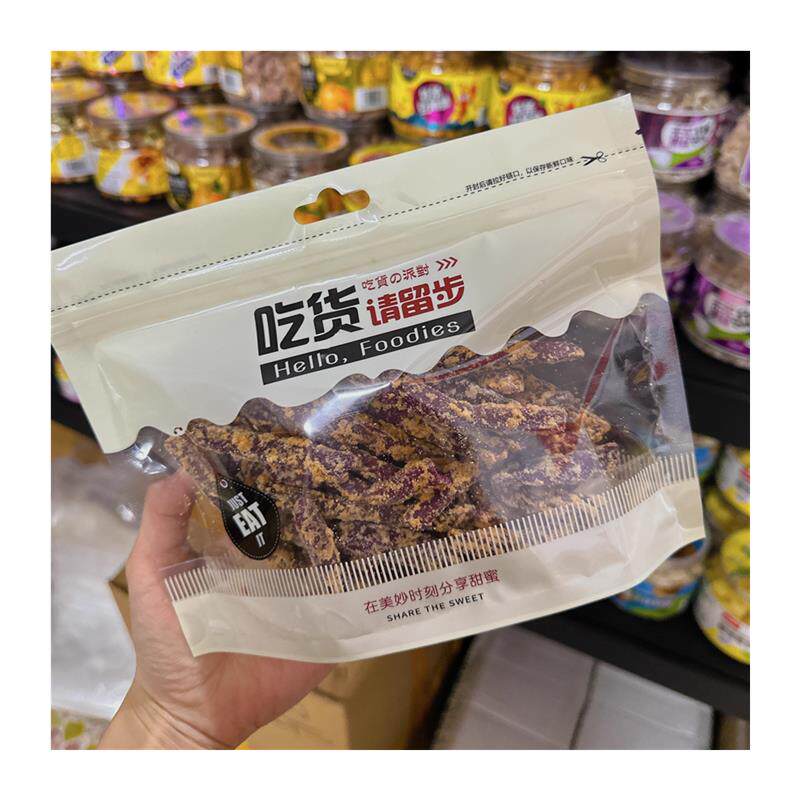 开封后请拉好链口,以保存新鲜口味
吃貨の派對
吃货 请留步
Hello, Foodies
JUST
EAT
IT
在美妙时刻分享甜蜜
SHARE THE SWEET